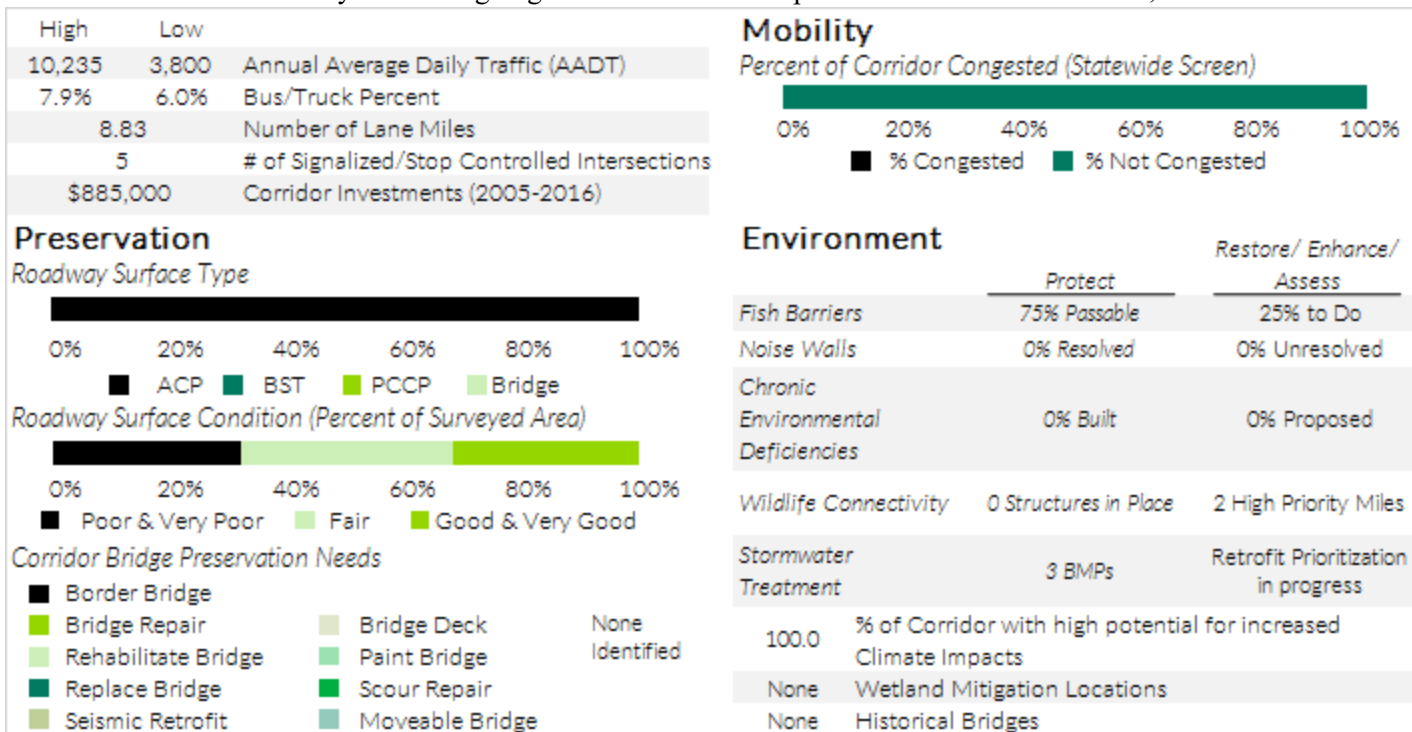 High Low
10,235 3,800 Annual Average Daily Traffic (AADT)
7.9% 6.0% Bus/Truck Percent
8.83 Number of Lane Miles
5 # of Signalized/Stop Controlled Intersections
$885,000 Corridor Investments (2005-2016)
Preservation
Roadway Surface Type
0% 20% 40% 60% 80% 100%
ACP BST PCCP Bridge
Roadway Surface Condition (Percent of Surveyed Area)
0% 20% 40% 60% 80% 100%
Poor & Very Poor Fair Good & Very Good
Corridor Bridge Preservation Needs
Border Bridge
Bridge Repair Bridge Deck
Rehabilitate Bridge Paint Bridge
Replace Bridge Scour Repair
Seismic Retrofit Moveable Bridge
None
Identified
Mobility
Percent of Corridor Congested (Statewide Screen)
0% 20% 40% 60% 80% 100%
% Congested % Not Congested
Environment
Protect
Restore/ Enhance/
Assess
Fish Barriers 75% Passable 25% to Do
Noise Walls 0% Resolved 0% Unresolved
Chronic
Environmental 0% Built 0% Proposed
Deficiencies
Wildlife Connectivity 0 Structures in Place 2 High Priority Miles
Stormwater
Treatment
3 BMPs
Retrofit Prioritization
in progress
100.0 % of Corridor with high potential for increased
Climate Impacts
None Wetland Mitigation Locations
None Historical Bridges